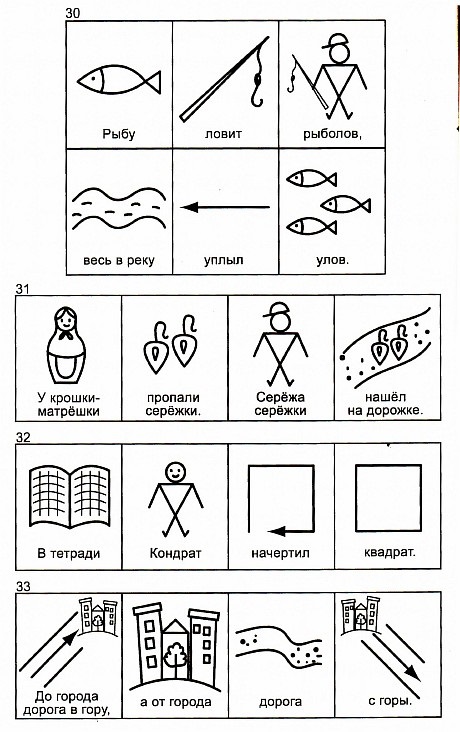 30
Рыбу
ловит
рыболов,
весь в реку
уплыл
улов.
31
У крошки-
матрёшки
пропали
серёжки.
Серёжа
серёжки
нашёл
на дорожке.
32
В тетради
Кондрат
начертил
квадрат.
33
До города
дорога в гору,
а от города
дорога
с горы.